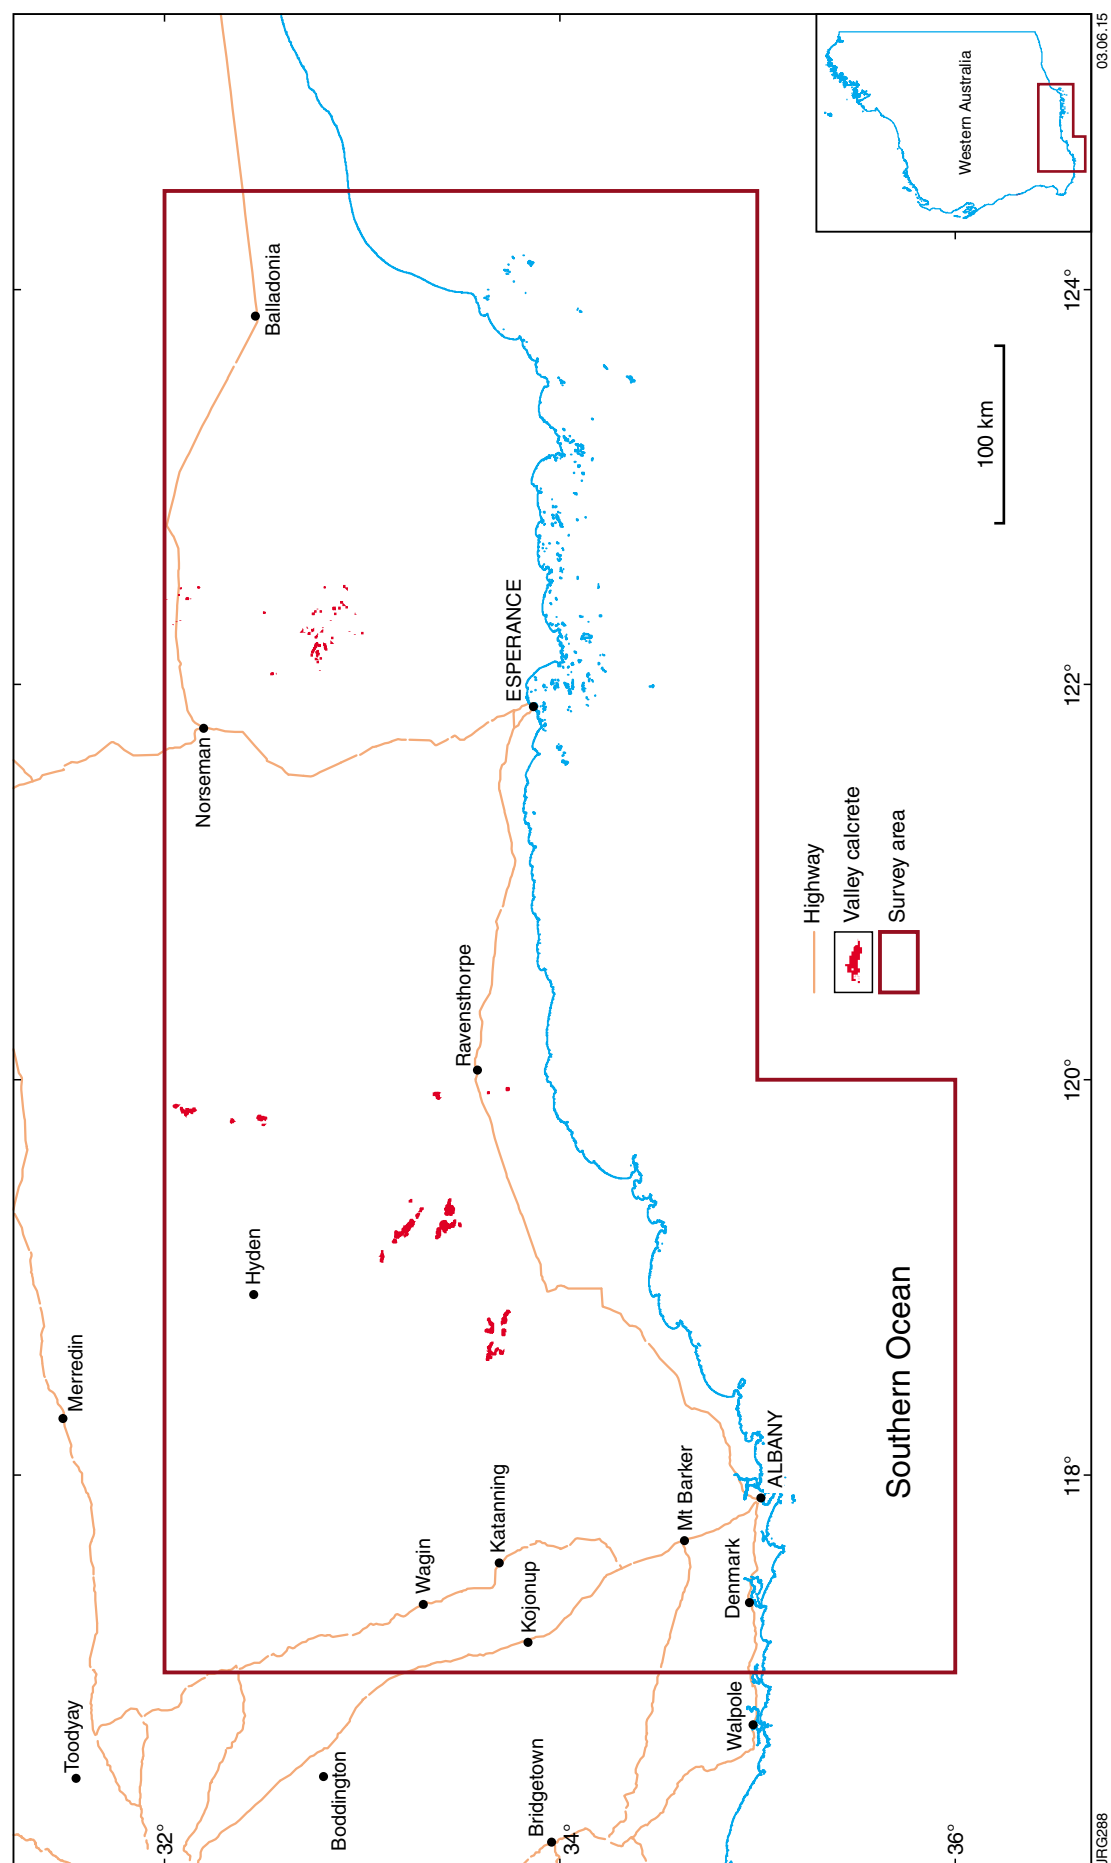 Toodyay
Merredin
Boddington
Hyden
Norseman
Balladonia
Wagin
Katanning
Kojonup
Bridgetown
Ravensthorpe
ESPERANCE
Mt Barker
Denmark
Walpole
ALBANY
Southern Ocean
Highway
Valley calcrete
Survey area
100 km
Western Australia
32°
34°
36°
118°
120°
122°
124°
JRG288
03.06.15